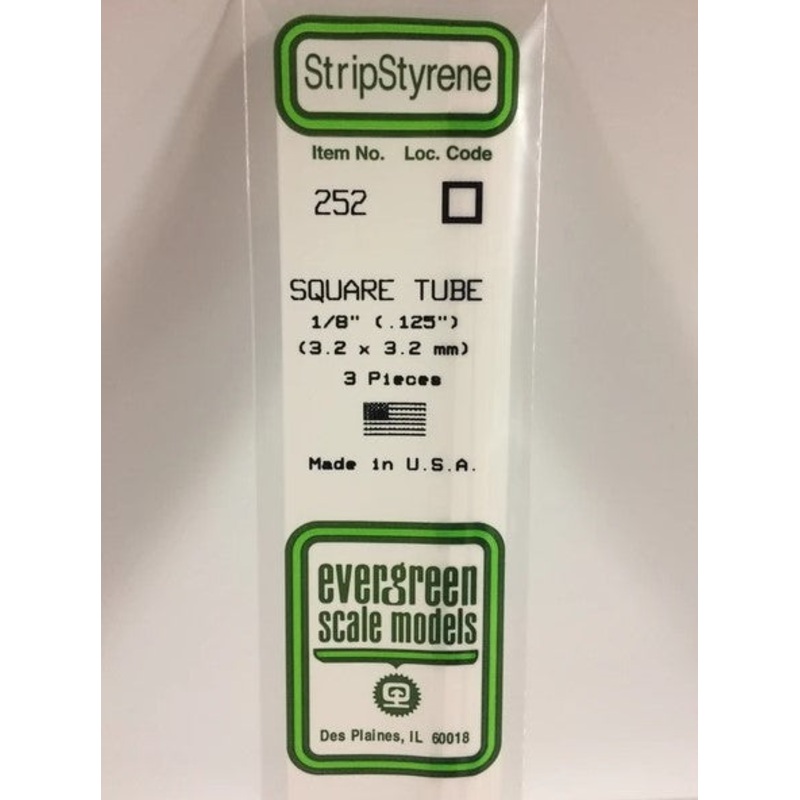 StripStyrene
Item No. Loc. Code
252
SQUARE TUBE
1/8" (.125")
(3.2 x 3.2 mm)
3 Pieces
Made in U.S.A.
evergreen
scale models
Des Plaines, IL 60018